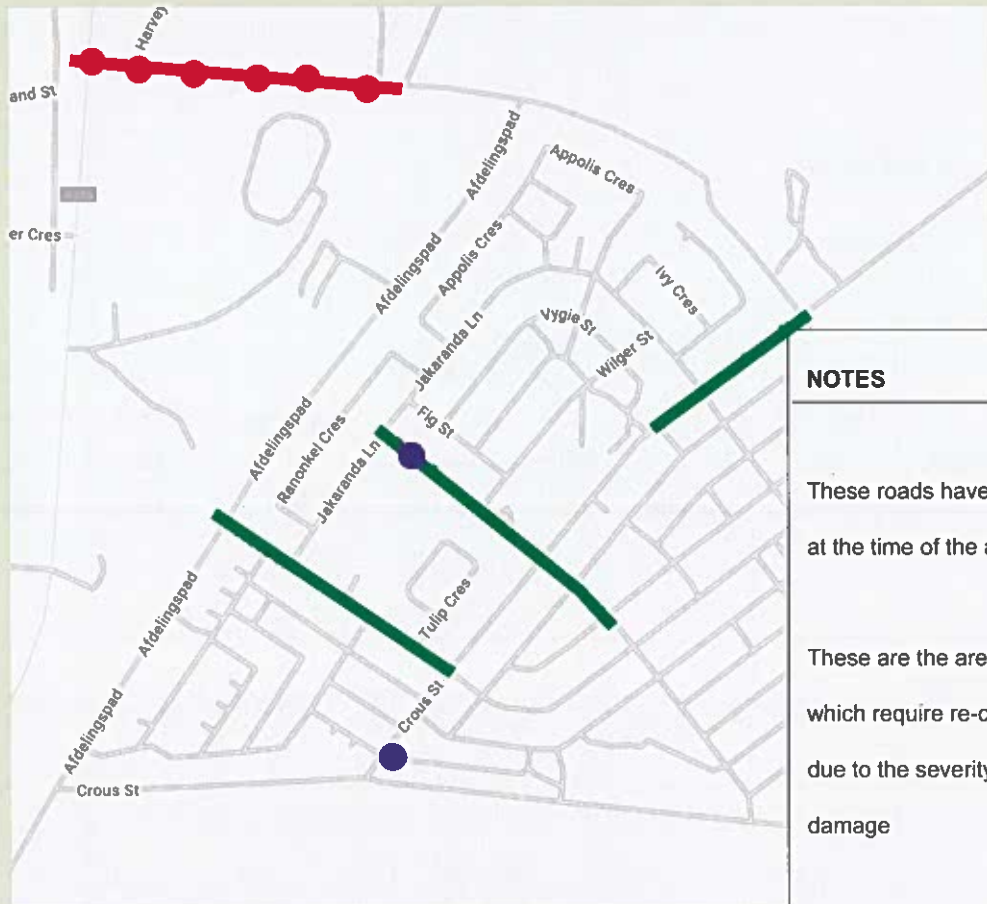 Harvey
and St
er Cres
Afdelingspad
Appolis Cres
Afdelingspad
Appolis Cres
Ivy Cres
Vygie St
Jakaranda Ln
Wilger St
Afdelingspad
Ranonkel Cres
Fig St
Jakaranda Ln
Tulip Cres
Afdelingspad
Crous St
Afdelingspad
Crous St
NOTES
These roads have
at the time of the a
These are the are
which require re-c
due to the severity
damage